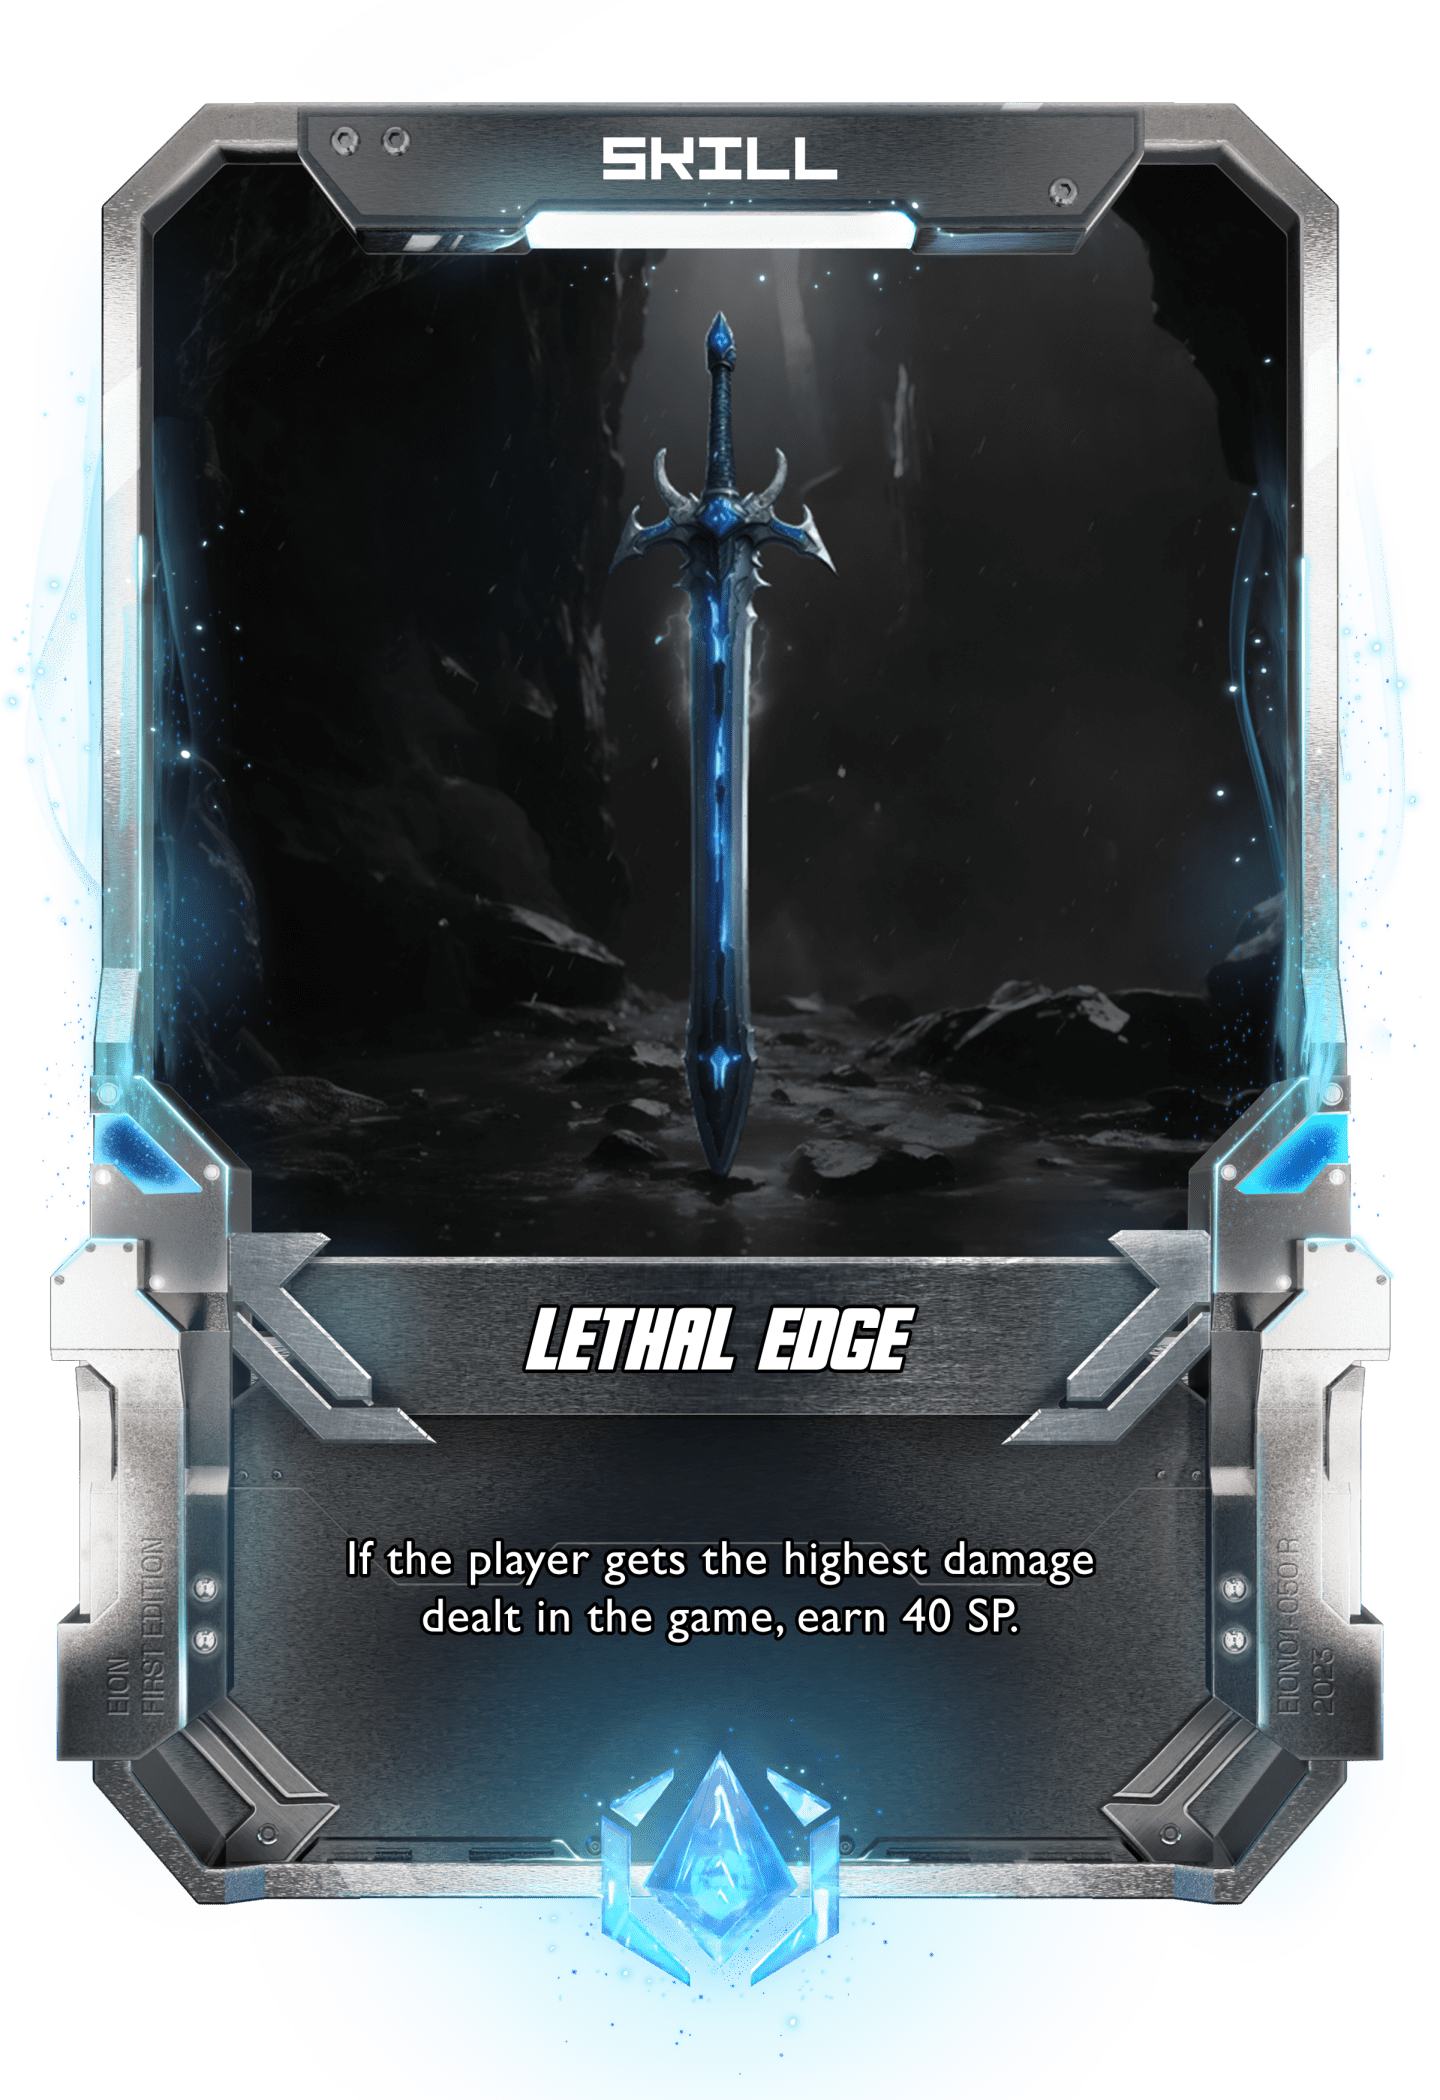 SKILL
LETHAL EDGE
If the player gets the highest damage
dealt in the game, earn 40 SP.
EION
FIRST EDITION
EION01-050R
2023